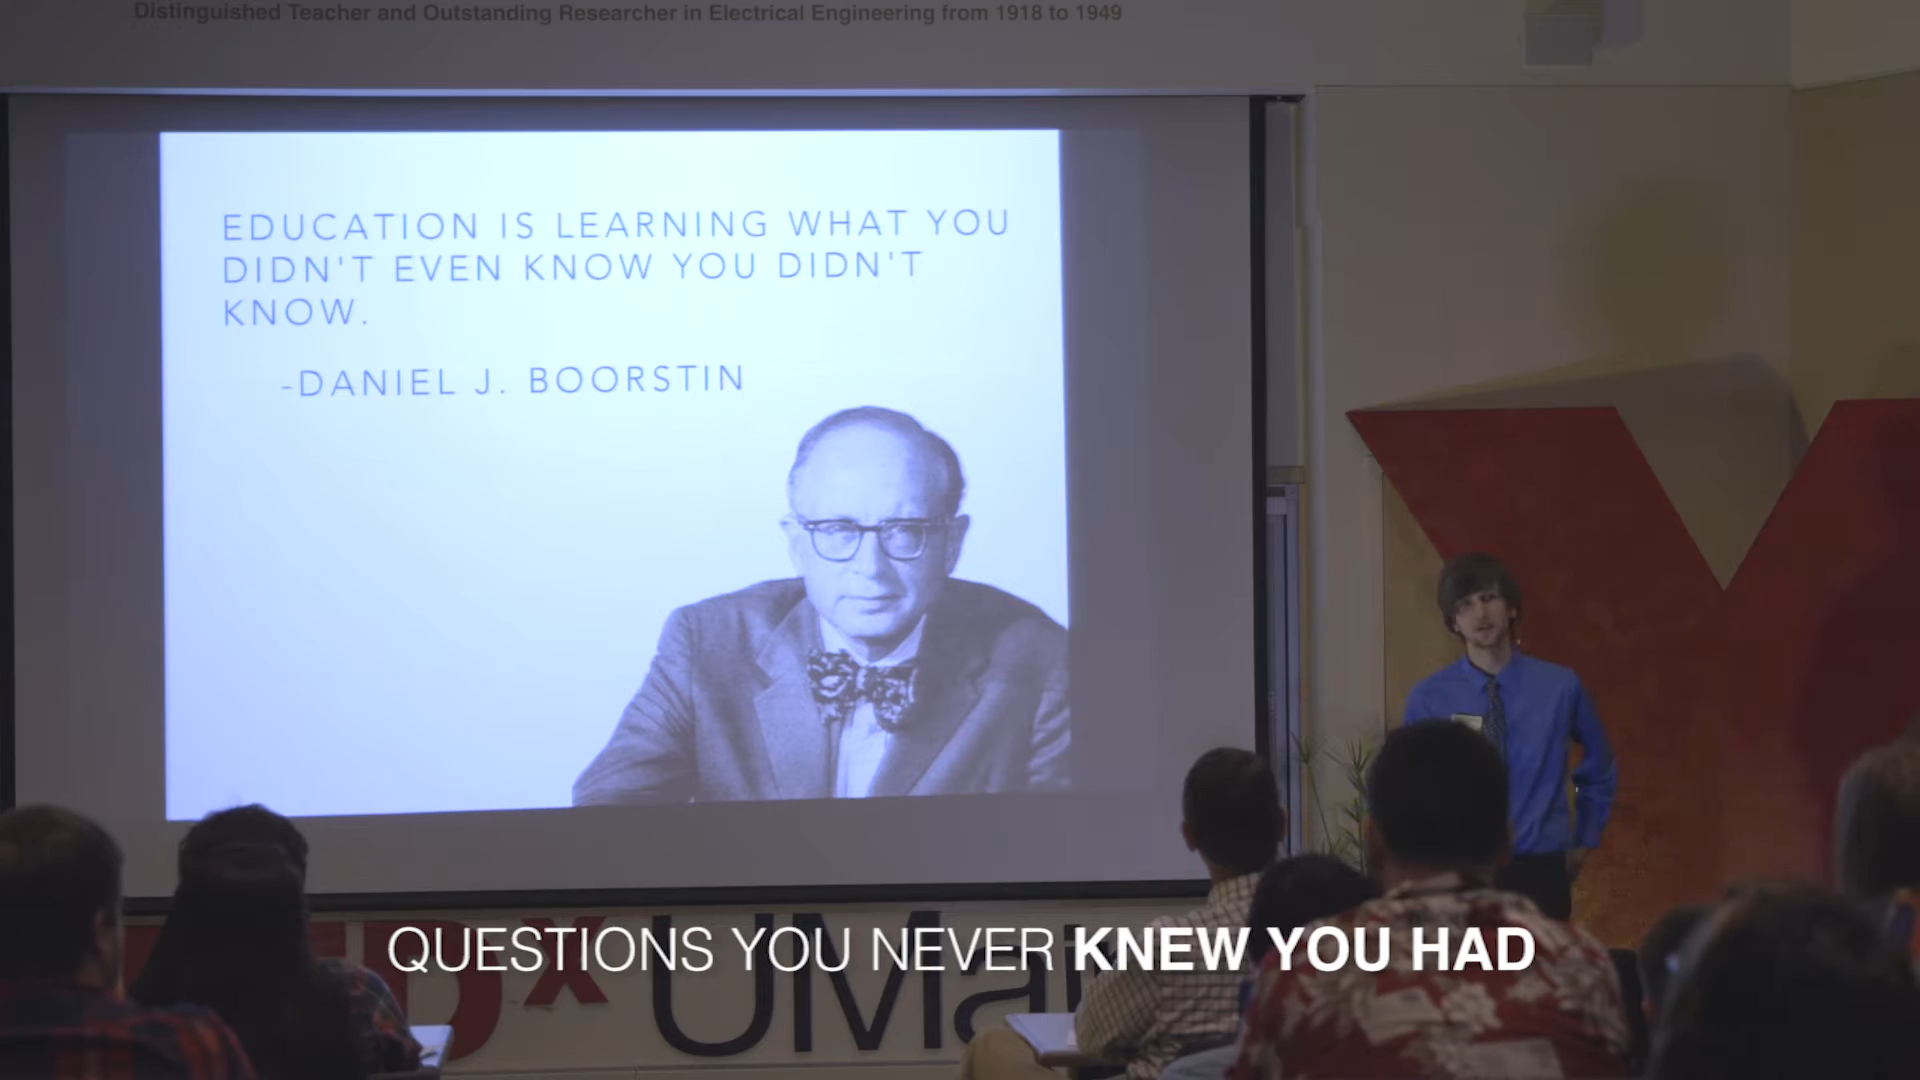 Distinguished Teacher and Outstanding Researcher in Electrical Engineering from 1918 to 1949
EDUCATION IS LEARNING WHAT YOU
DIDN'T EVEN KNOW YOU DIDN'T
KNOW.
-DANIEL J. BOORSTIN
QUESTIONS YOU NEVER KNEW YOU HAD